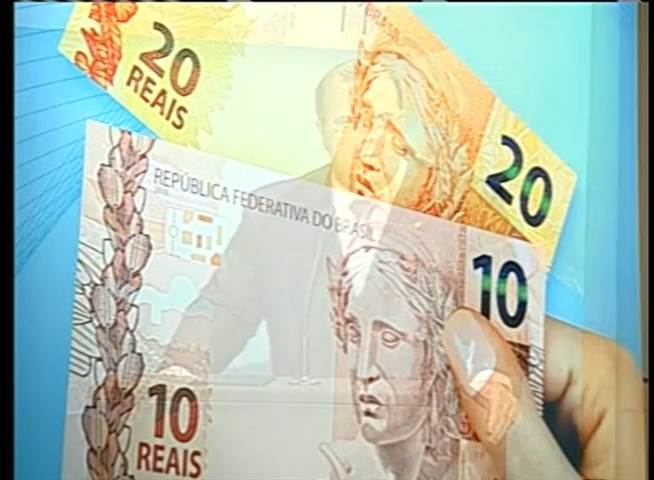 20
REAIS
BRASIL
20
REPÚBLICA FEDERATIVA DO BRASIL
10
10
REAIS